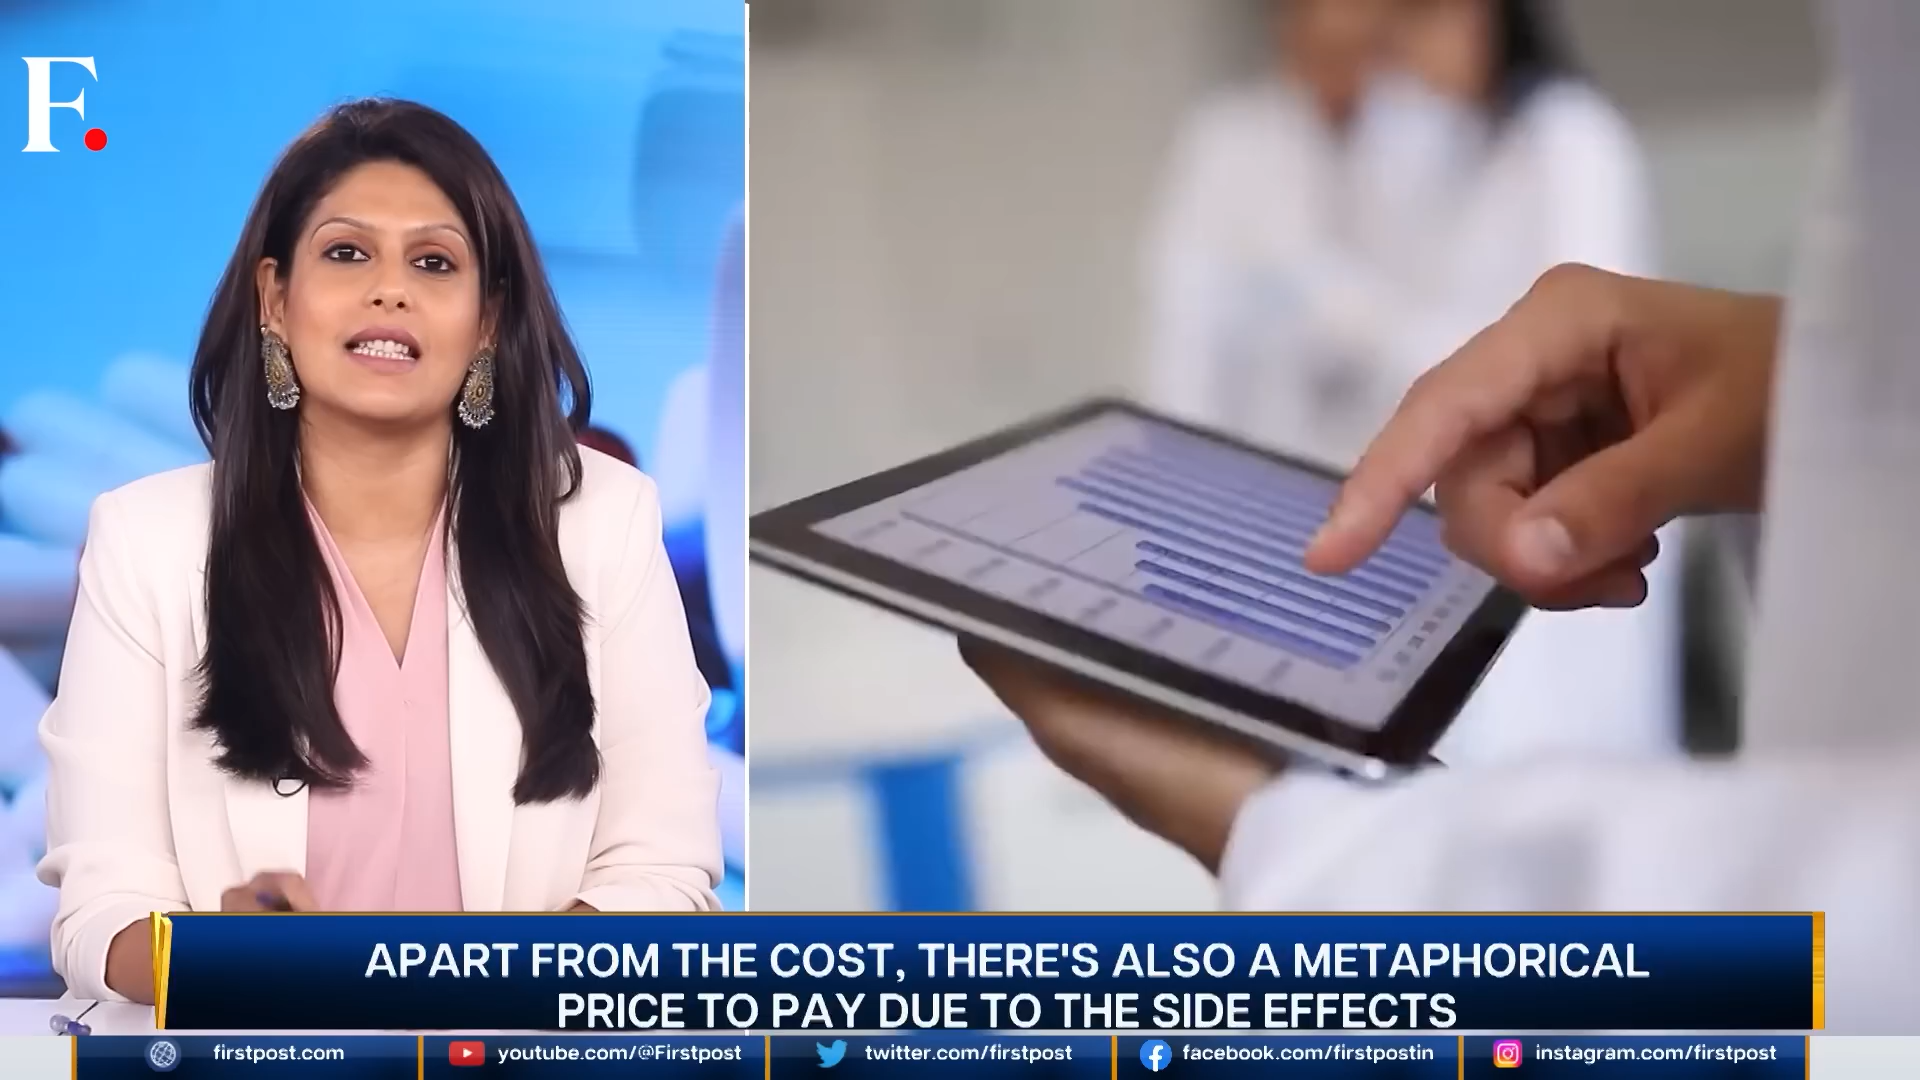 F.
APART FROM THE COST, THERE'S ALSO A METAPHORICAL
PRICE TO PAY DUE TO THE SIDE EFFECTS
firstpost.com
youtube.com/@Firstpost
twitter.com/firstpost
facebook.com/firstpostin
instagram.com/firstpost